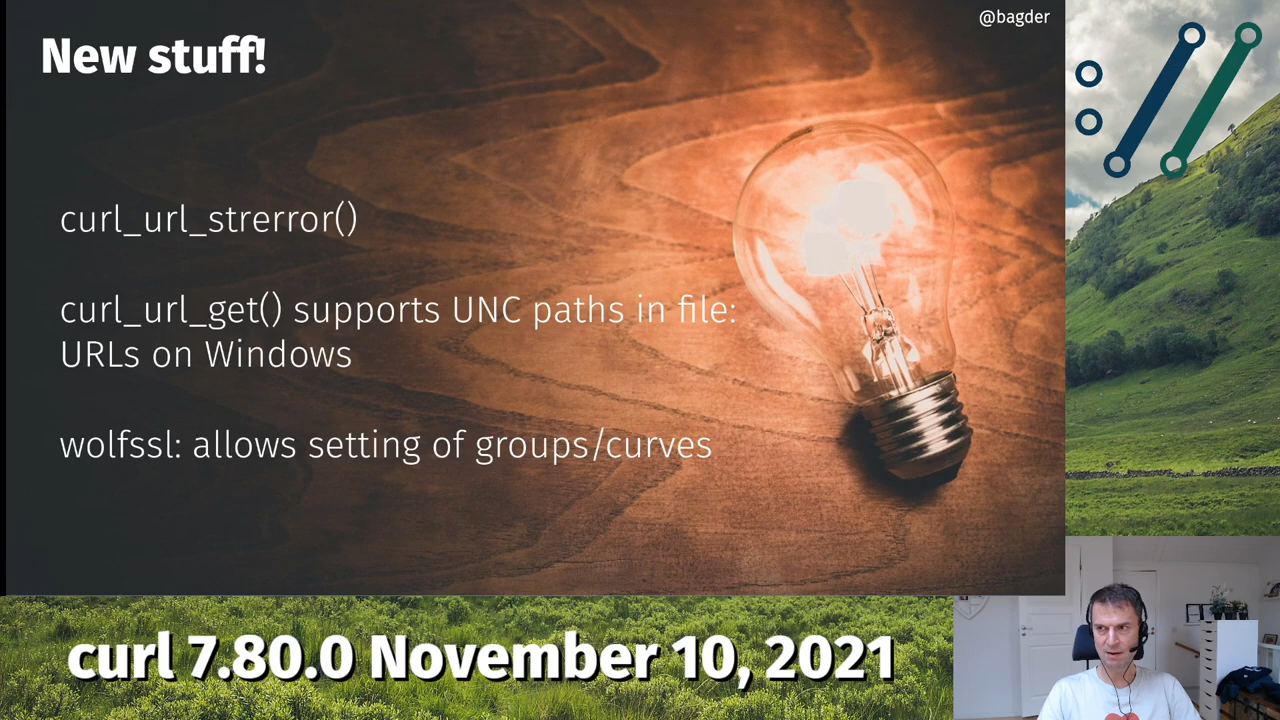 @bagder
New stuff!
curl_url_strerror()
curl_url_get() supports UNC paths in file:
URLs on Windows
wolfssl: allows setting of groups/curves
curl 7.80.0 November 10, 2021